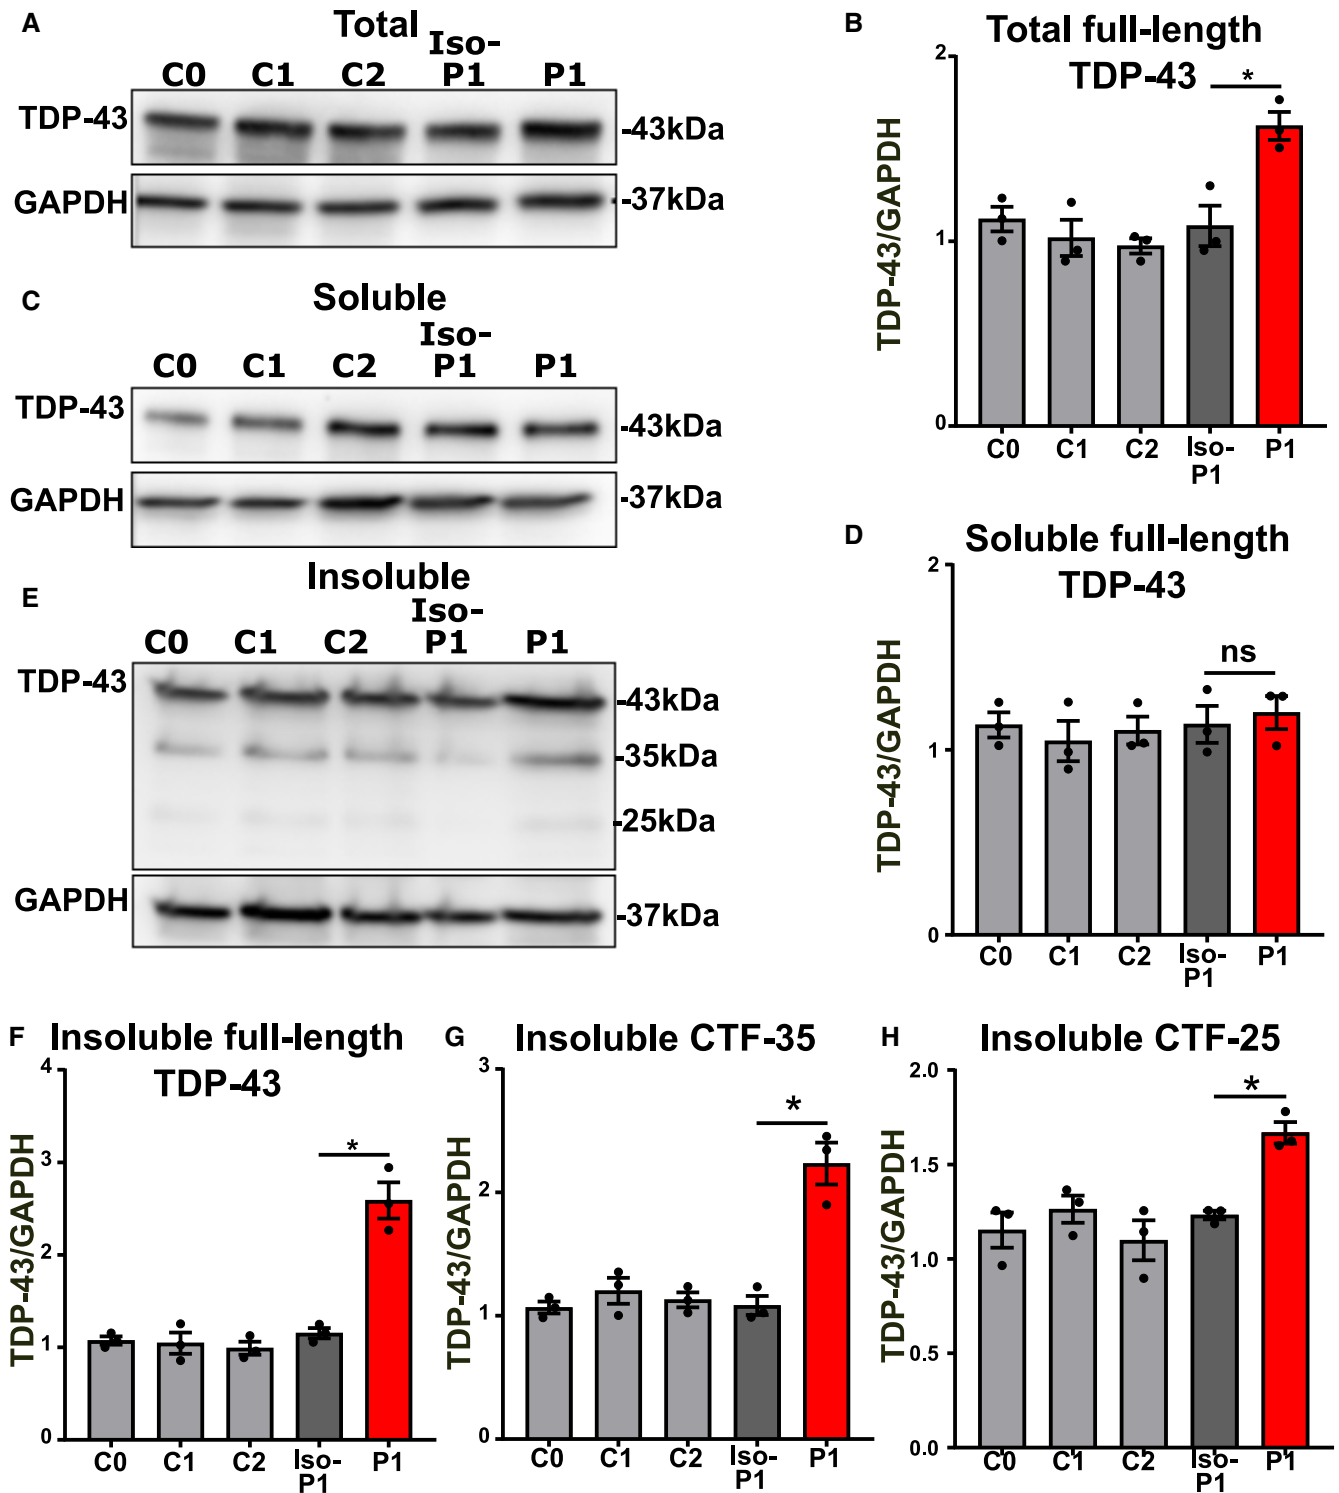 A
Total
C0 C1 C2 Iso-P1 P1
TDP-43
-43kDa
GAPDH
-37kDa
B
Total full-length
TDP-43
*
TDP-43/GAPDH
2
1
0
C0 C1 C2 Iso-P1 P1
C
Soluble
C0 C1 C2 Iso-P1 P1
TDP-43
-43kDa
GAPDH
-37kDa
D
Soluble full-length
TDP-43
ns
TDP-43/GAPDH
2
1
0
C0 C1 C2 Iso-P1 P1
E
Insoluble
C0 C1 C2 Iso-P1 P1
TDP-43
-43kDa
-35kDa
-25kDa
GAPDH
-37kDa
F
Insoluble full-length
TDP-43
*
TDP-43/GAPDH
4
3
2
1
0
C0 C1 C2 Iso-P1 P1
G
Insoluble CTF-35
*
TDP-43/GAPDH
3
2
1
0
C0 C1 C2 Iso-P1 P1
H
Insoluble CTF-25
*
TDP-43/GAPDH
2.0
1.5
1.0
0.5
0.0
C0 C1 C2 Iso-P1 P1